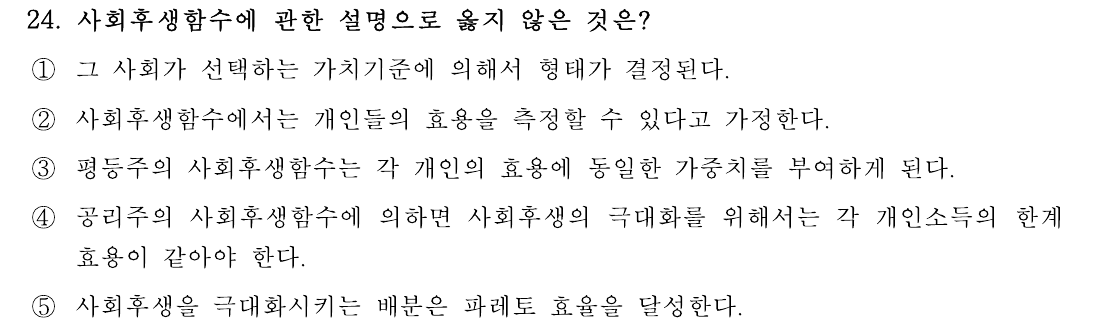 24. 사회후생함수에 관한 설명으로 옳지 않은 것은?
① 그 사회가 선택하는 가치기준에 의해서 형태가 결정된다.
② 사회후생함수에서는 개인들의 효용을 측정할 수 있다고 가정한다.
③ 평등주의 사회후생함수는 각 개인의 효용에 동일한 가중치를 부여하게 된다.
④ 공리주의 사회후생함수에 의하면 사회후생의 극대화를 위해서는 각 개인소득의 한계
효용이 같아야 한다.
⑤ 사회후생을 극대화시키는 배분은 파레토 효율을 달성한다.